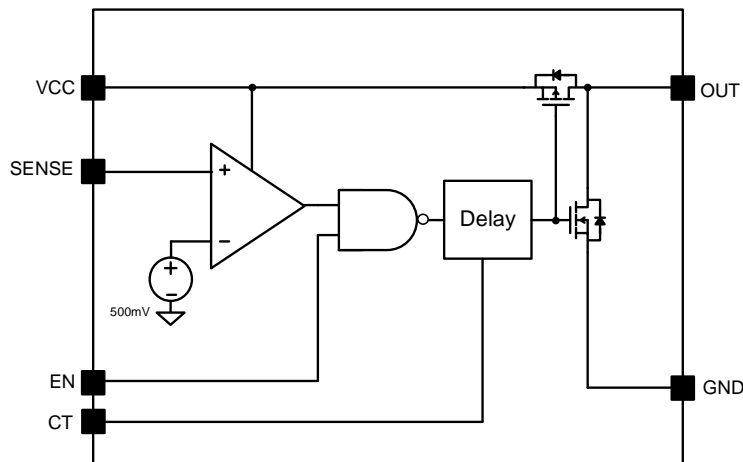 VCC
OUT
SENSE
+
Delay
−
+
−
500mV
EN
GND
CT